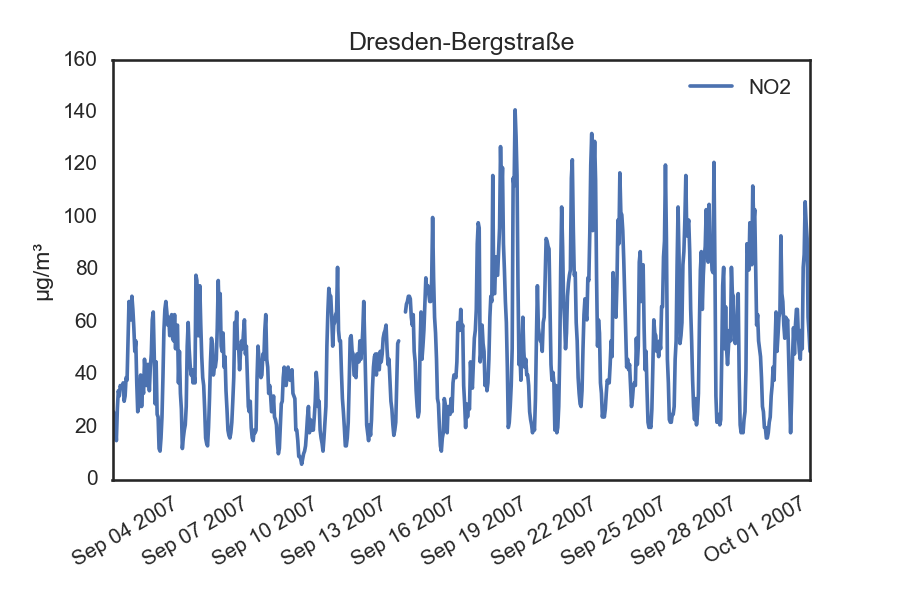 Dresden-Bergstraße
NO2
µg/m³
160
140
120
100
80
60
40
20
0
Sep 04 2007
Sep 07 2007
Sep 10 2007
Sep 13 2007
Sep 16 2007
Sep 19 2007
Sep 22 2007
Sep 25 2007
Sep 28 2007
Oct 01 2007